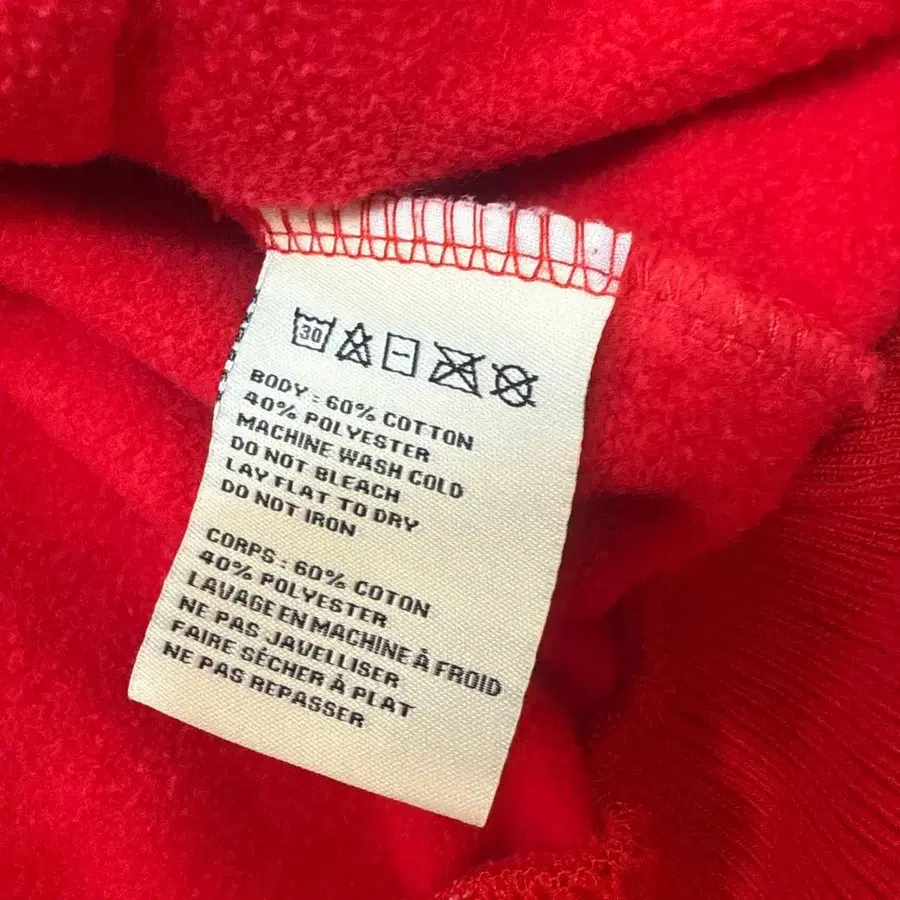 30
BODY : 60% COTTON
40% POLYESTER
MACHINE WASH COLD
DO NOT BLEACH
LAY FLAT TO DRY
DO NOT IRON
CORPS : 60% COTON
40% POLYESTER
LAVAGE EN MACHINE À FROID
NE PAS JAVELLISER
FAIRE SÉCHER À PLAT
NE PAS REPASSER